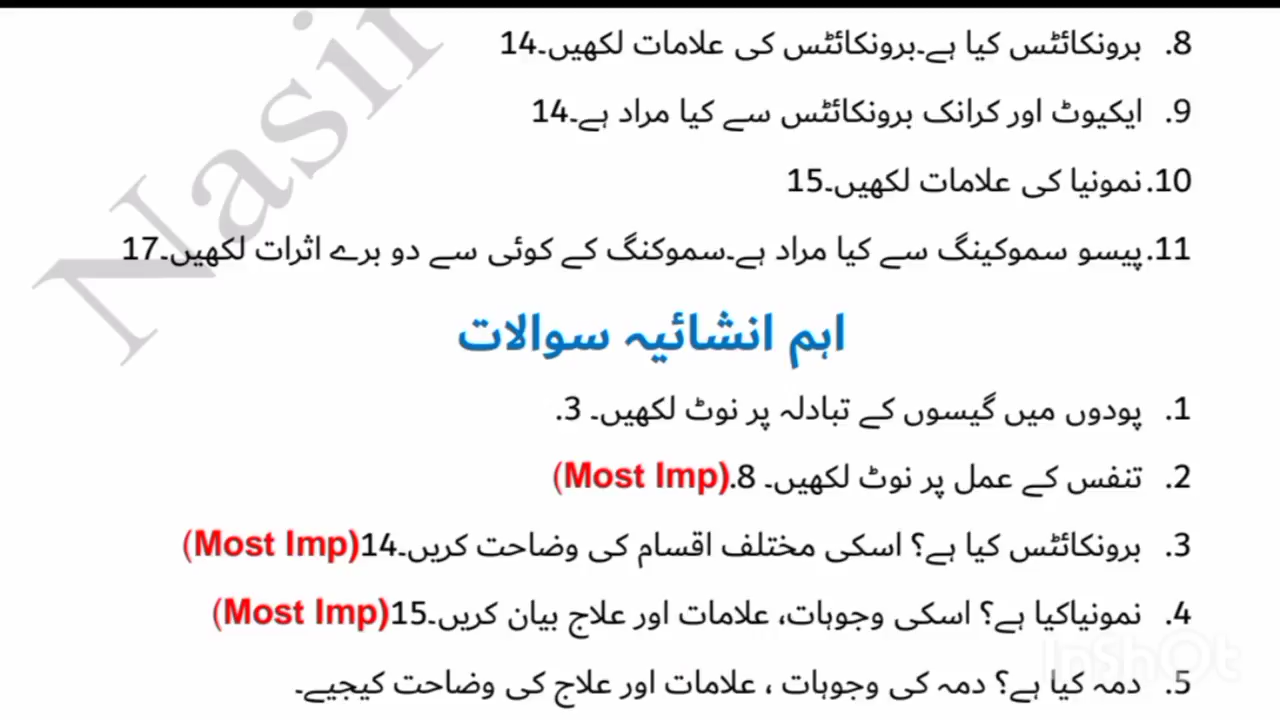 8. برونکائٹس کیا ہے۔برونکائٹس کی علامات لکھیں۔14
9. ایکیوٹ اور کرانک برونکائٹس سے کیا مراد ہے۔14
10. نمونیا کی علامات لکھیں۔15
11. پیسو سموکینگ سے کیا مراد ہے۔سموکنگ کے کوئی سے دو برے اثرات لکھیں۔17
اہم انشائیہ سوالات
1. پودوں میں گیسوں کے تبادلہ پر نوٹ لکھیں۔ 3.
2. تنفس کے عمل پر نوٹ لکھیں۔ 8.(Most Imp)
3. برونکائٹس کیا ہے؟ اسکی مختلف اقسام کی وضاحت کریں۔14(Most Imp)
4. نمونیاکیا ہے؟ اسکی وجوہات، علامات اور علاج بیان کریں۔15(Most Imp)
5. دمہ کیا ہے؟ دمہ کی وجوہات ، علامات اور علاج کی وضاحت کیجیے۔
Nasir
InShOt